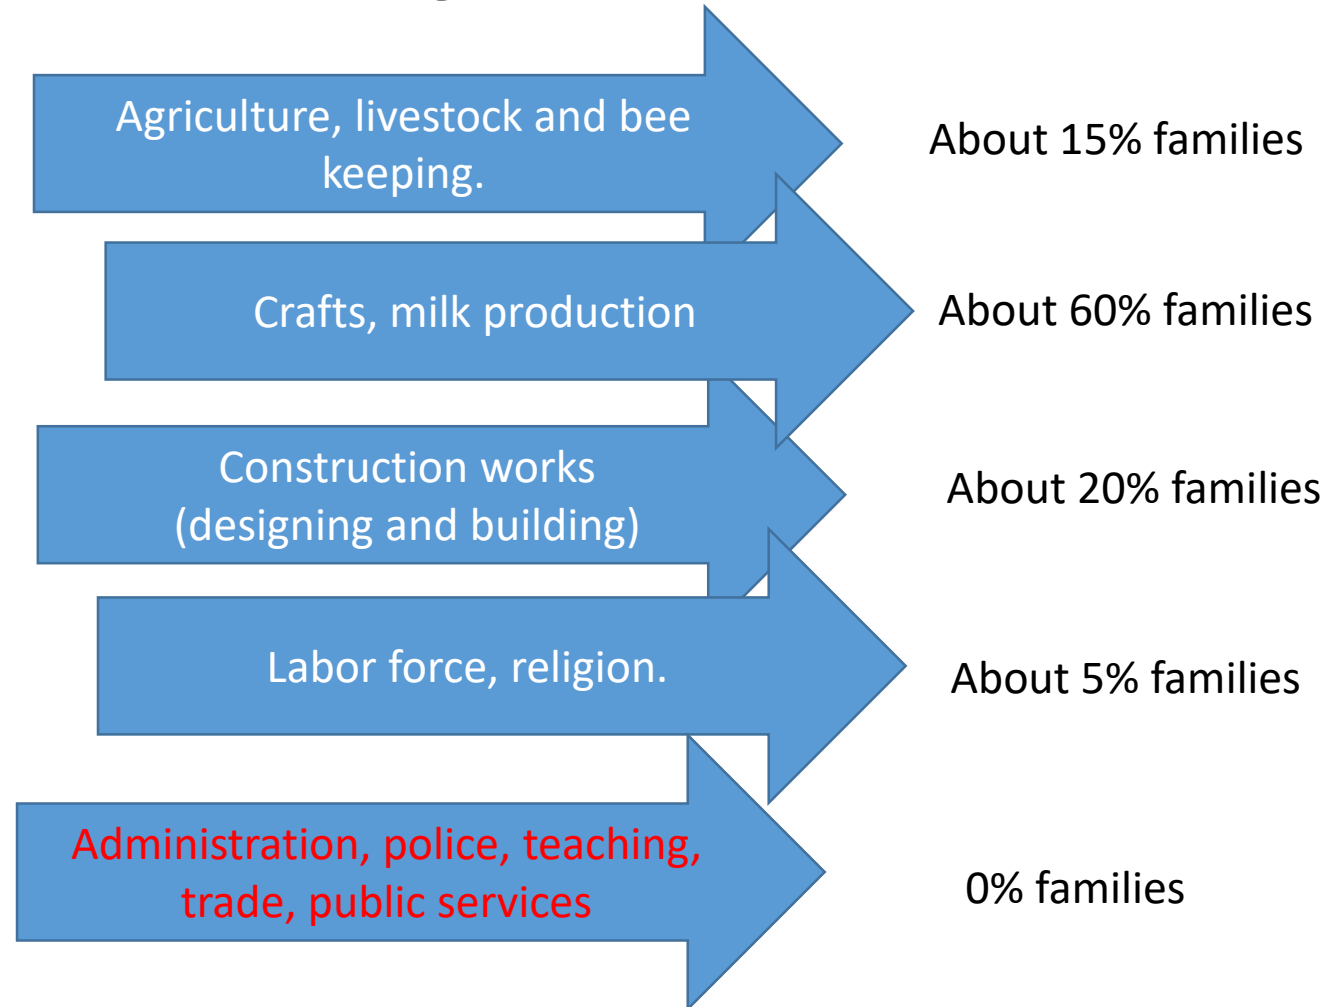 Agriculture, livestock and bee
keeping.
About 15% families
Crafts, milk production
About 60% families
Construction works
(designing and building)
About 20% families
Labor force, religion.
About 5% families
Administration, police, teaching,
trade, public services
0% families